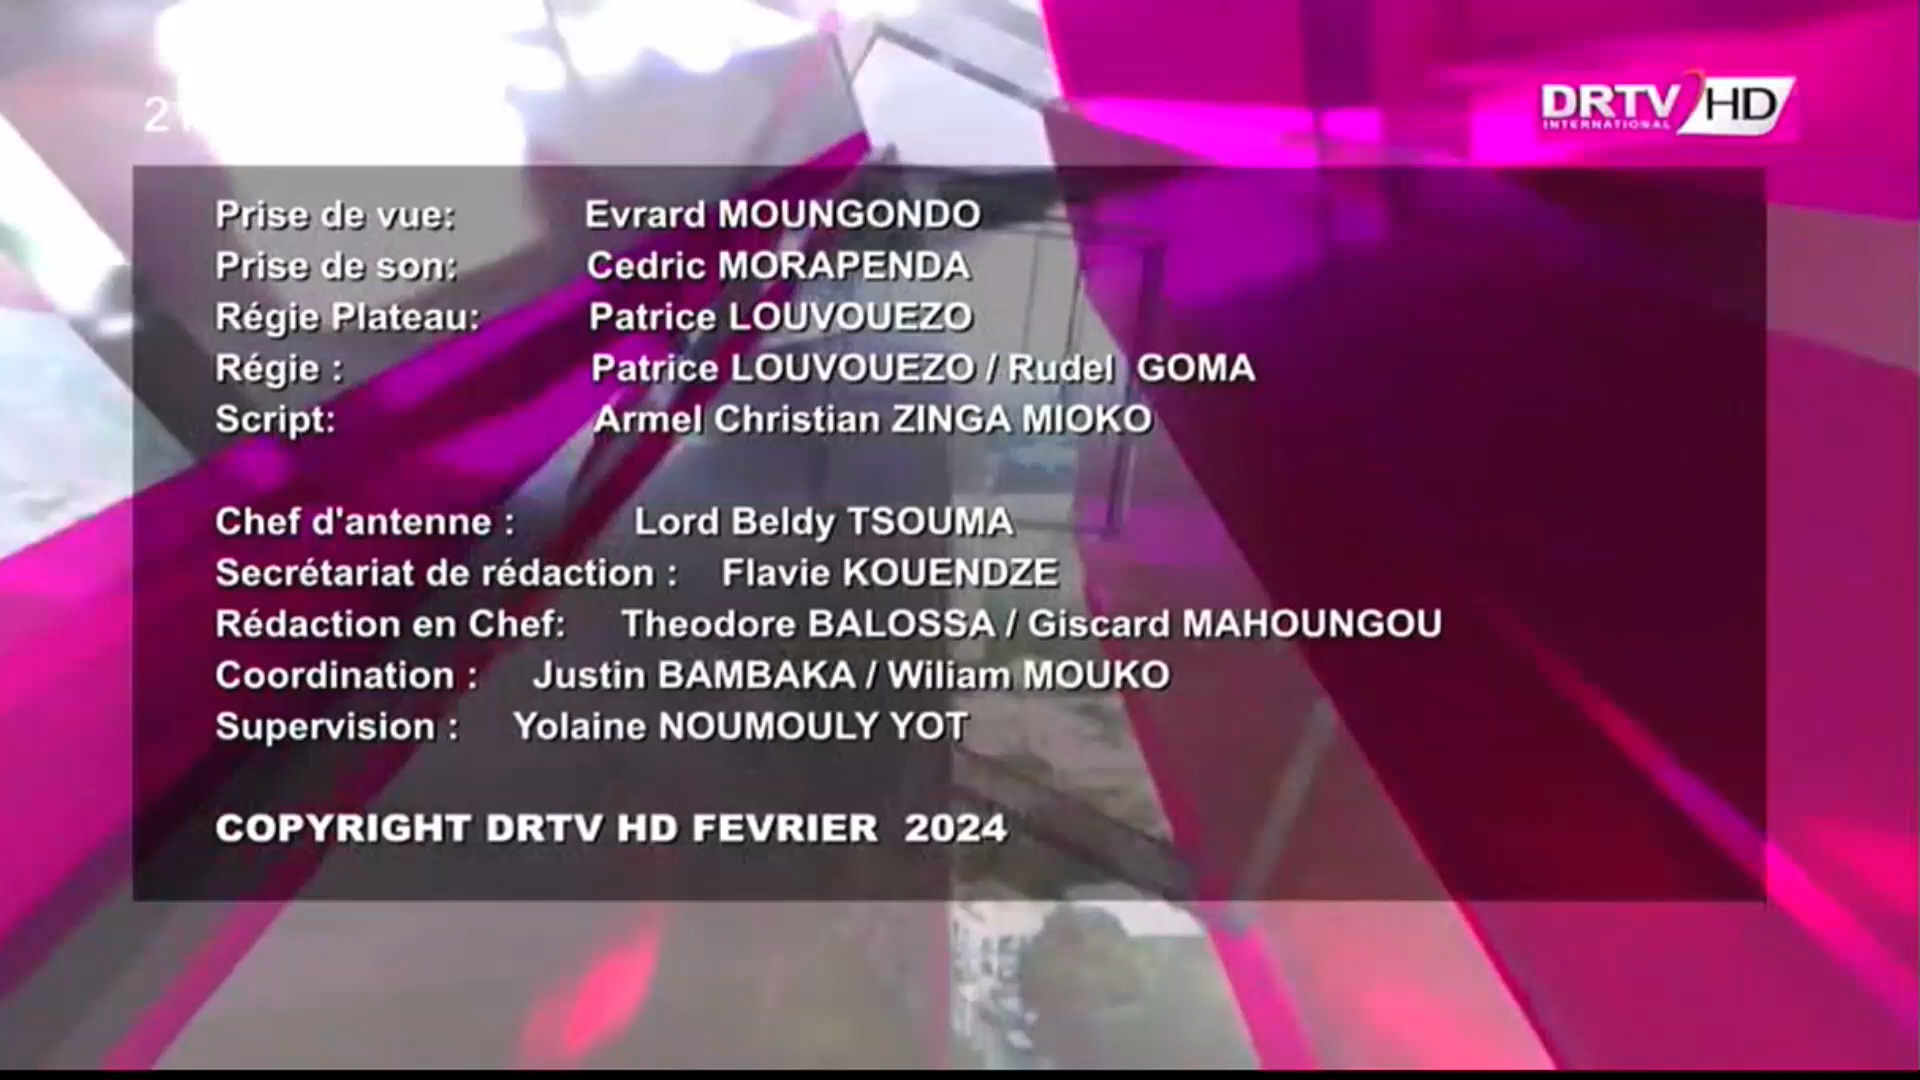 DRTV HD
INTERNATIONAL
Prise de vue: Evrard MOUNGONDO
Prise de son: Cedric MORAPENDA
Régie Plateau: Patrice LOUVOUEZO
Régie : Patrice LOUVOUEZO / Rudel GOMA
Script: Armel Christian ZINGA MIOKO
Chef d'antenne : Lord Beldy TSOUMA
Secrétariat de rédaction : Flavie KOUENDZE
Rédaction en Chef: Theodore BALOSSA / Giscard MAHOUNGOU
Coordination : Justin BAMBAKA / Wiliam MOUKO
Supervision : Yolaine NOUMOULY YOT
COPYRIGHT DRTV HD FEVRIER 2024